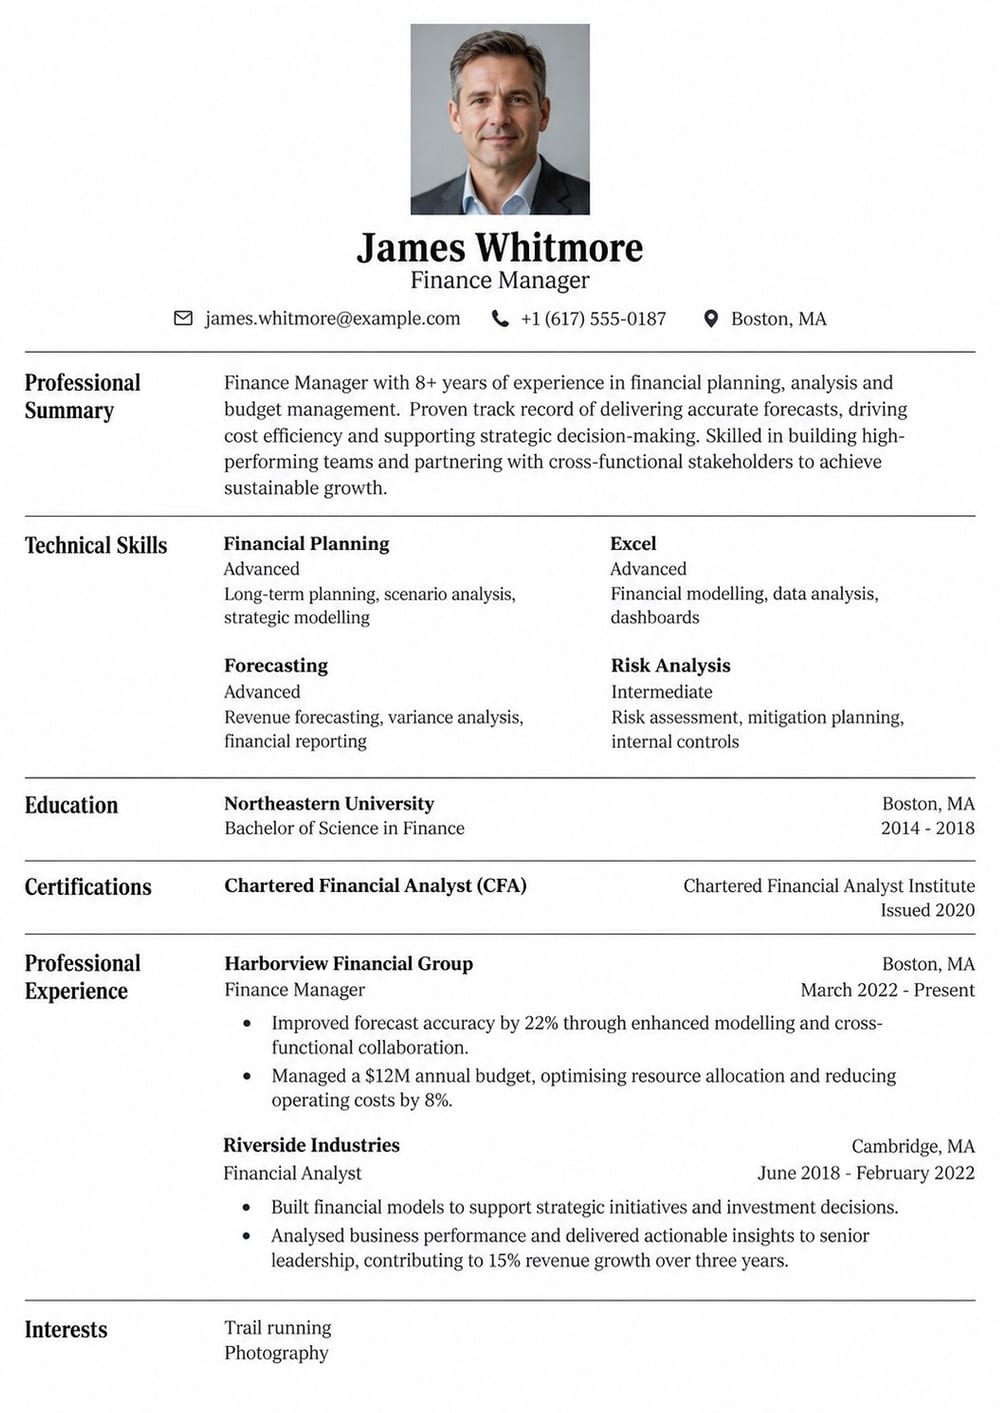 James Whitmore
Finance Manager
james.whitmore@example.com +1 (617) 555-0187 Boston, MA
Professional
Summary
Finance Manager with 8+ years of experience in financial planning, analysis and
budget management. Proven track record of delivering accurate forecasts, driving
cost efficiency and supporting strategic decision-making. Skilled in building high-
performing teams and partnering with cross-functional stakeholders to achieve
sustainable growth.
Technical Skills
Financial Planning
Advanced
Long-term planning, scenario analysis,
strategic modelling
Excel
Advanced
Financial modelling, data analysis,
dashboards
Forecasting
Advanced
Revenue forecasting, variance analysis,
financial reporting
Risk Analysis
Intermediate
Risk assessment, mitigation planning,
internal controls
Education
Northeastern University Boston, MA
Bachelor of Science in Finance 2014 - 2018
Certifications
Chartered Financial Analyst (CFA) Chartered Financial Analyst Institute
Issued 2020
Professional
Experience
Harborview Financial Group Boston, MA
Finance Manager March 2022 - Present
• Improved forecast accuracy by 22% through enhanced modelling and cross-
functional collaboration.
• Managed a $12M annual budget, optimising resource allocation and reducing
operating costs by 8%.
Riverside Industries Cambridge, MA
Financial Analyst June 2018 - February 2022
• Built financial models to support strategic initiatives and investment decisions.
• Analysed business performance and delivered actionable insights to senior
leadership, contributing to 15% revenue growth over three years.
Interests
Trail running
Photography